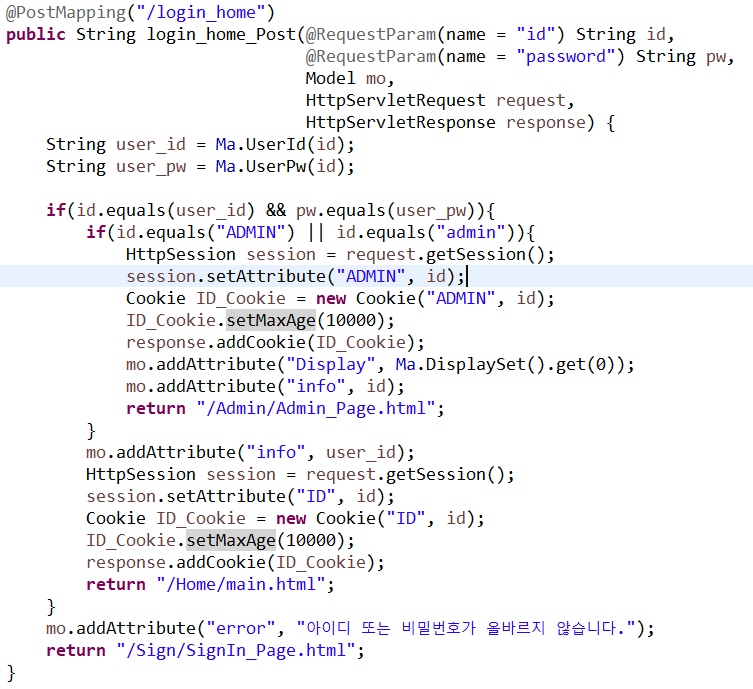 @PostMapping("/login_home")
public String login_home_Post(@RequestParam(name = "id") String id,
                              @RequestParam(name = "password") String pw,
                              Model mo,
                              HttpServletRequest request,
                              HttpServletResponse response) {
    String user_id = Ma.UserId(id);
    String user_pw = Ma.UserPw(id);

    if(id.equals(user_id) && pw.equals(user_pw)){
        if(id.equals("ADMIN") || id.equals("admin")){
            HttpSession session = request.getSession();
            session.setAttribute("ADMIN", id);
            Cookie ID_Cookie = new Cookie("ADMIN", id);
            ID_Cookie.setMaxAge(10000);
            response.addCookie(ID_Cookie);
            mo.addAttribute("Display", Ma.DisplaySet().get(0));
            mo.addAttribute("info", id);
            return "/Admin/Admin_Page.html";
        }
        mo.addAttribute("info", user_id);
        HttpSession session = request.getSession();
        session.setAttribute("ID", id);
        Cookie ID_Cookie = new Cookie("ID", id);
        ID_Cookie.setMaxAge(10000);
        response.addCookie(ID_Cookie);
        return "/Home/main.html";
    }
    mo.addAttribute("error", "아이디 또는 비밀번호가 올바르지 않습니다.");
    return "/Sign/SignIn_Page.html";
}